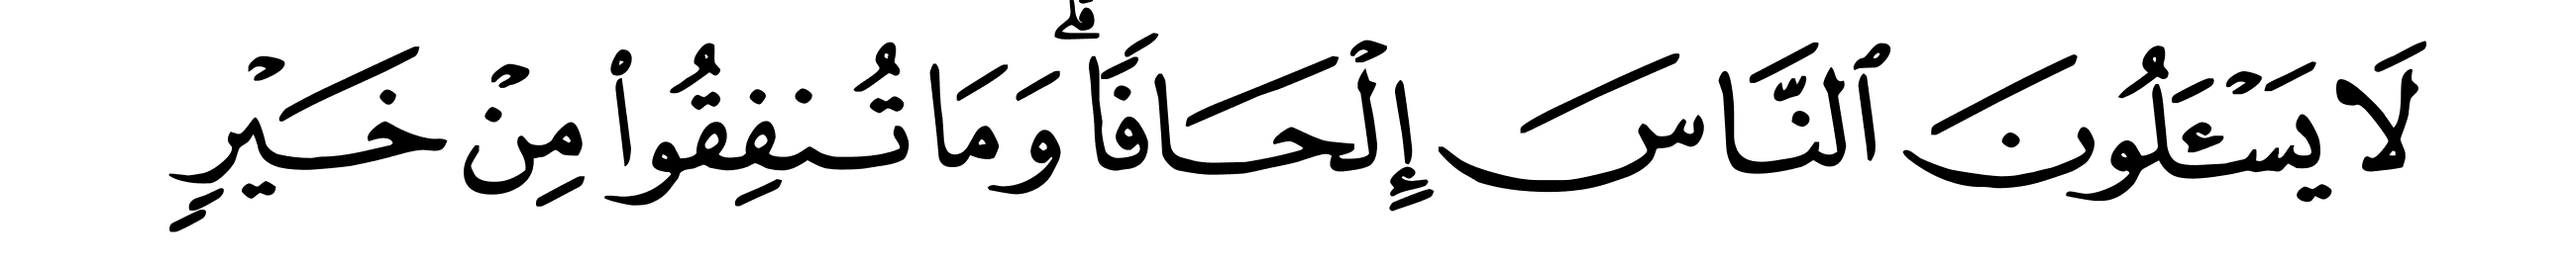 لَا يَسْـَٔلُونَ ٱلنَّاسَ إِلْحَافًاۗ وَمَا تُنفِقُوا۟ مِنْ خَيْرٍ